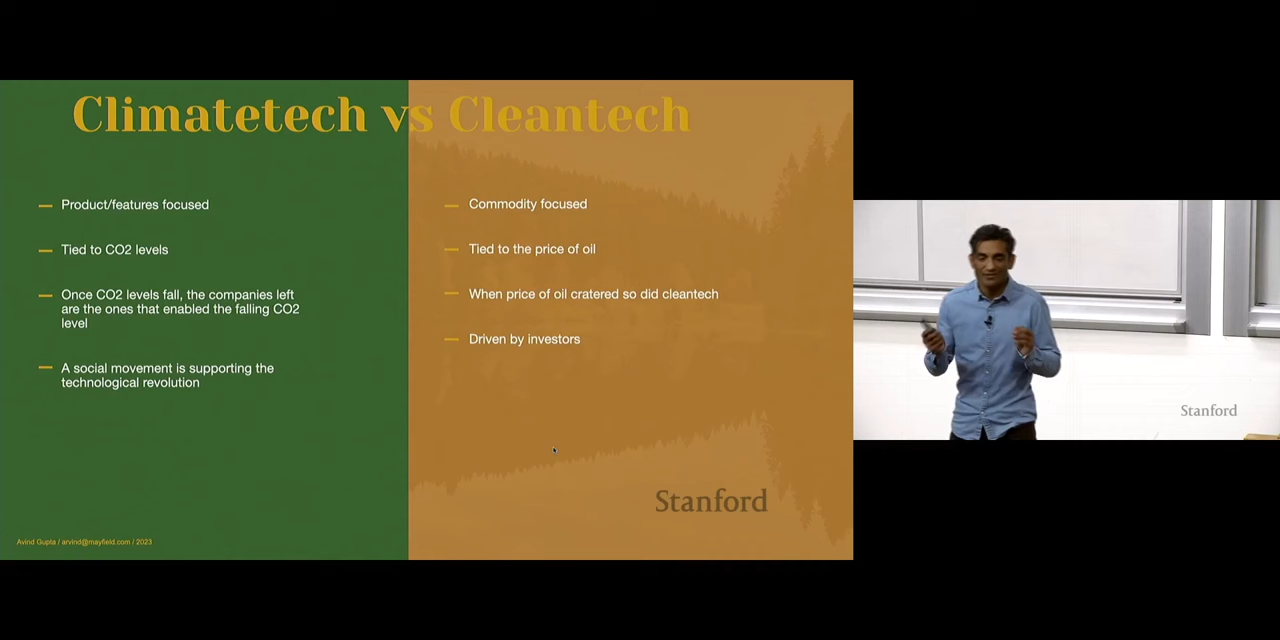 Climatetech vs Cleantech
Product/features focused
Tied to CO2 levels
Once CO2 levels fall, the companies left
are the ones that enabled the falling CO2
level
A social movement is supporting the
technological revolution
Commodity focused
Tied to the price of oil
When price of oil cratered so did cleantech
Driven by investors
Stanford
Avind Gupta / arvind@mayfield.com / 2023
Stanford